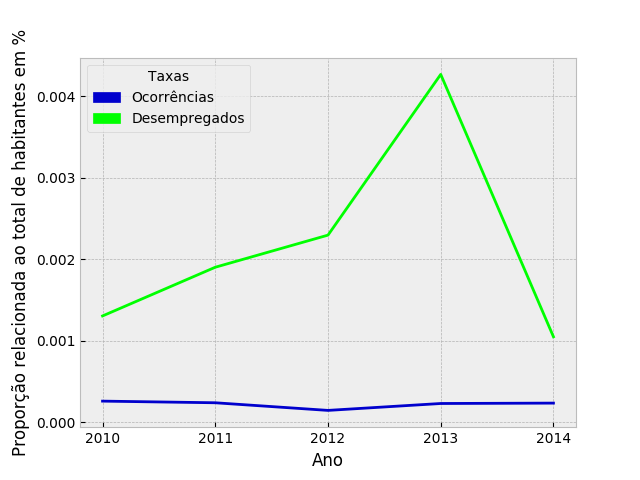 Proporção relacionada ao total de habitantes em %
Taxas
Ocorrências
Desempregados
0.004
0.003
0.002
0.001
0.000
2010 2011 2012 2013 2014
Ano